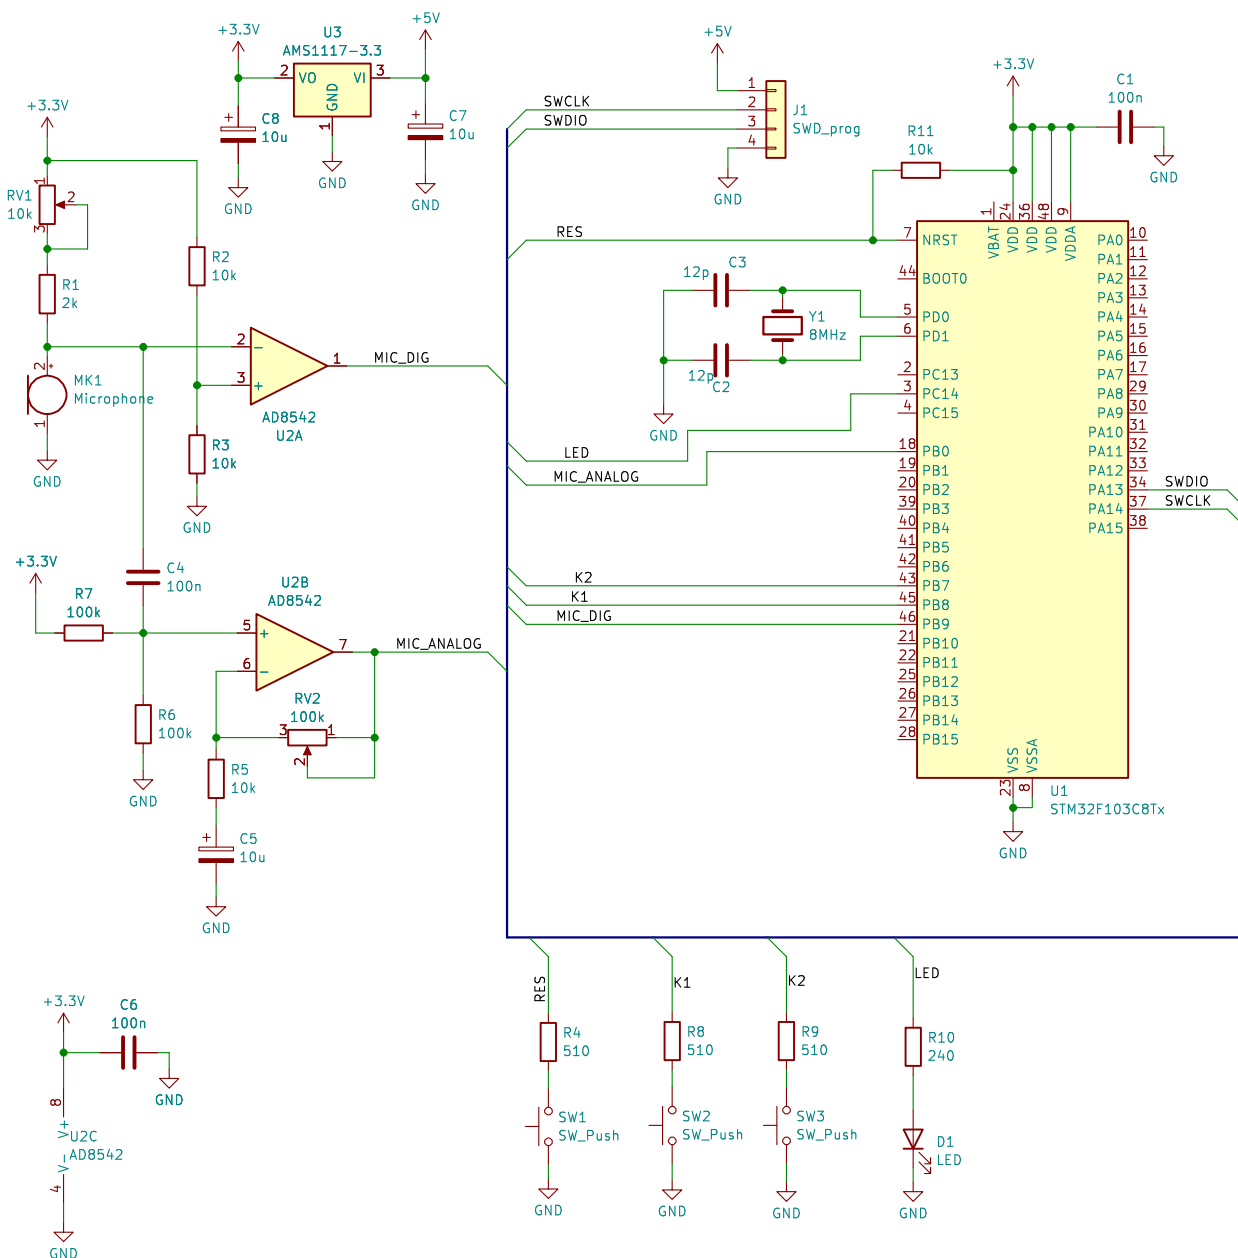 +3.3V
U3
AMS1117-3.3
+5V
2
VO
VI
3
GND
1
GND
+
C8
10u
GND
+
C7
10u
GND
+3.3V
RV1
10k
1
2
3
R1
2k
R2
10k
2
+
MK1
Microphone
1
GND
2
−
3
+
1
AD8542
U2A
MIC_DIG
R3
10k
GND
+3.3V
R7
100k
C4
100n
U2B
AD8542
5
+
6
−
7
MIC_ANALOG
R6
100k
GND
RV2
100k
3
1
2
R5
10k
+
C5
10u
GND
+3.3V
C6
100n
GND
8
V+
U2C
AD8542
V−
4
GND
+5V
SWCLK
SWDIO
1
2
3
4
J1
SWD_prog
GND
+3.3V
C1
100n
GND
R11
10k
RES
12p
C3
Y1
8MHz
12p
C2
GND
LED
MIC_ANALOG
K2
K1
MIC_DIG
1
VBAT
24
VDD
36
VDD
48
VDD
9
VDDA
7
NRST
44
BOOT0
5
PD0
6
PD1
2
PC13
3
PC14
4
PC15
18
PB0
19
PB1
20
PB2
39
PB3
40
PB4
41
PB5
42
PB6
43
PB7
45
PB8
46
PB9
21
PB10
22
PB11
25
PB12
26
PB13
27
PB14
28
PB15
PA0
10
PA1
11
PA2
12
PA3
13
PA4
14
PA5
15
PA6
16
PA7
17
PA8
29
PA9
30
PA10
31
PA11
32
PA12
33
PA13
34
SWDIO
PA14
37
SWCLK
PA15
38
VSS
23
VSSA
8
U1
STM32F103C8Tx
GND
RES
R4
510
SW1
SW_Push
GND
K1
R8
510
SW2
SW_Push
GND
K2
R9
510
SW3
SW_Push
GND
LED
R10
240
D1
LED
GND